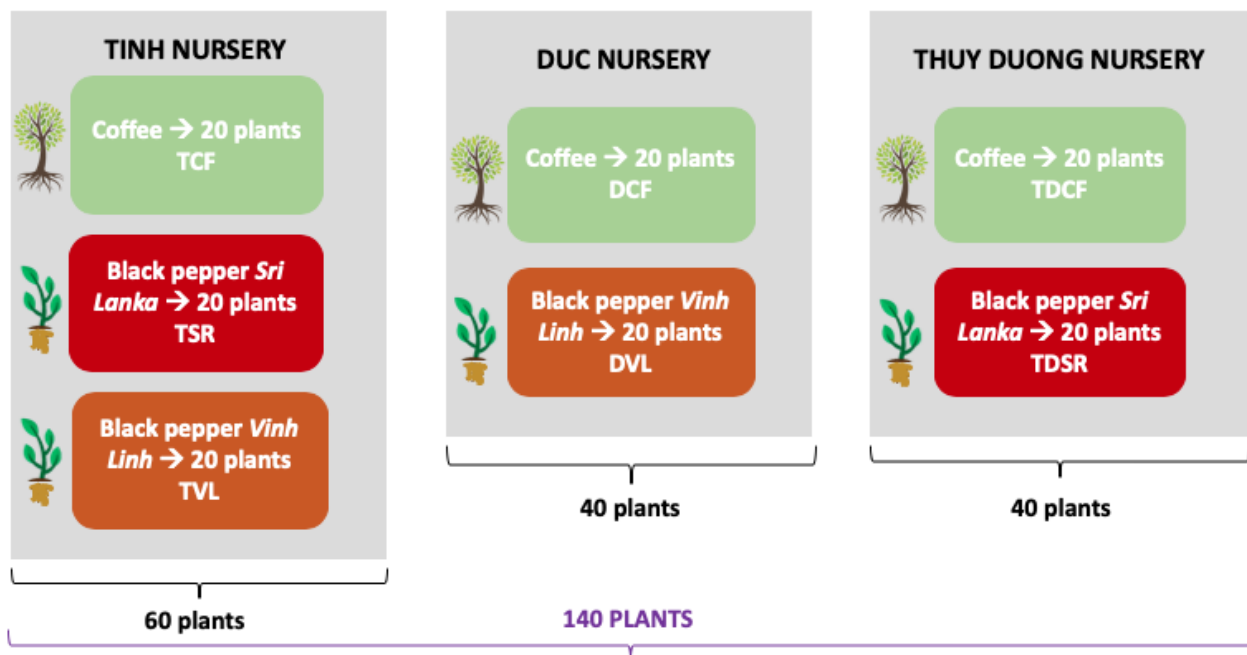 TINH NURSERY
Coffee → 20 plants
TCF
Black pepper Sri
Lanka → 20 plants
TSR
Black pepper Vinh
Linh → 20 plants
TVL
60 plants
DUC NURSERY
Coffee → 20 plants
DCF
Black pepper Vinh
Linh → 20 plants
DVL
40 plants
THUY DUONG NURSERY
Coffee → 20 plants
TDCF
Black pepper Sri
Lanka → 20 plants
TDSR
40 plants
140 PLANTS